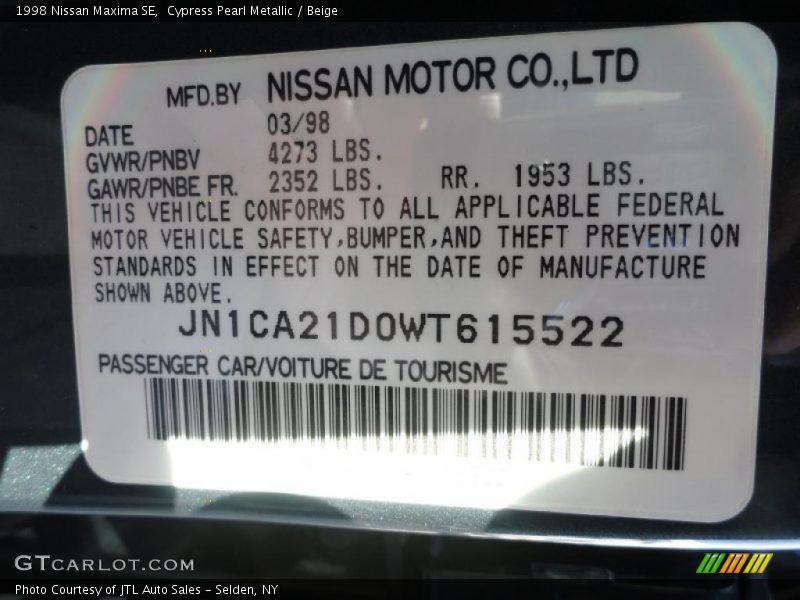 1998 Nissan Maxima SE,  Cypress Pearl Metallic / Beige
MFD.BY NISSAN MOTOR CO.,LTD
DATE 03/98
GVWR/PNBV 4273 LBS.
GAWR/PNBE FR. 2352 LBS. RR. 1953 LBS.
THIS VEHICLE CONFORMS TO ALL APPLICABLE FEDERAL
MOTOR VEHICLE SAFETY,BUMPER,AND THEFT PREVENTION
STANDARDS IN EFFECT ON THE DATE OF MANUFACTURE
SHOWN ABOVE.
JN1CA21D0WT615522
PASSENGER CAR/VOITURE DE TOURISME
GTCARLOT.COM
Photo Courtesy of JTL Auto Sales - Selden, NY